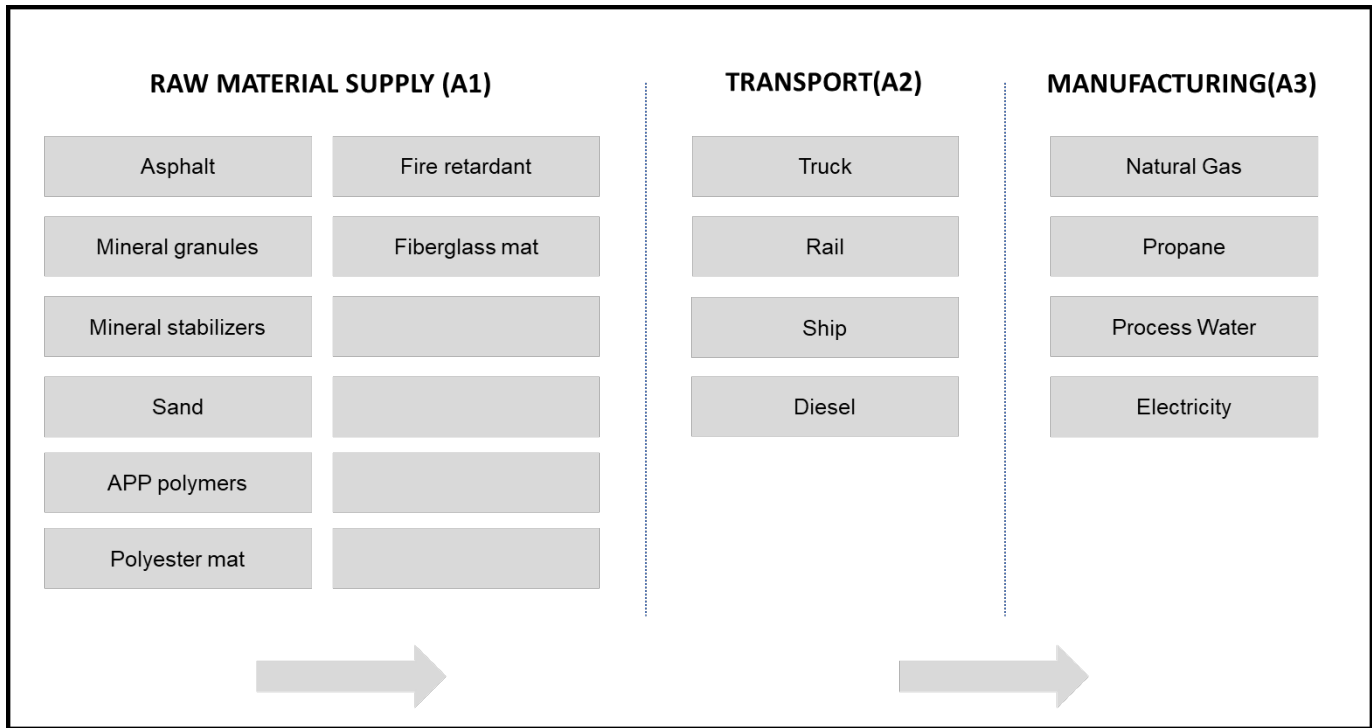 RAW MATERIAL SUPPLY (A1)
Asphalt
Fire retardant
Mineral granules
Fiberglass mat
Mineral stabilizers
Sand
APP polymers
Polyester mat
TRANSPORT(A2)
Truck
Rail
Ship
Diesel
MANUFACTURING(A3)
Natural Gas
Propane
Process Water
Electricity